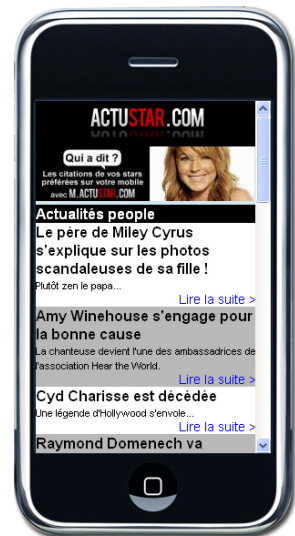 ACTUSTAR.COM
Qui a dit ?
Les citations de vos stars
préférées sur votre mobile
avec M.ACTUSTAR.COM
Actualités people
Le père de Miley Cyrus
s'explique sur les photos
scandaleuses de sa fille !
Plutôt zen le papa...
Lire la suite >
Amy Winehouse s'engage pour
la bonne cause
La chanteuse devient l'une des ambassadrices de
l'association Hear the World.
Lire la suite >
Cyd Charisse est décédée
Une légende d'Hollywood s'envole...
Lire la suite >
Raymond Domenech va